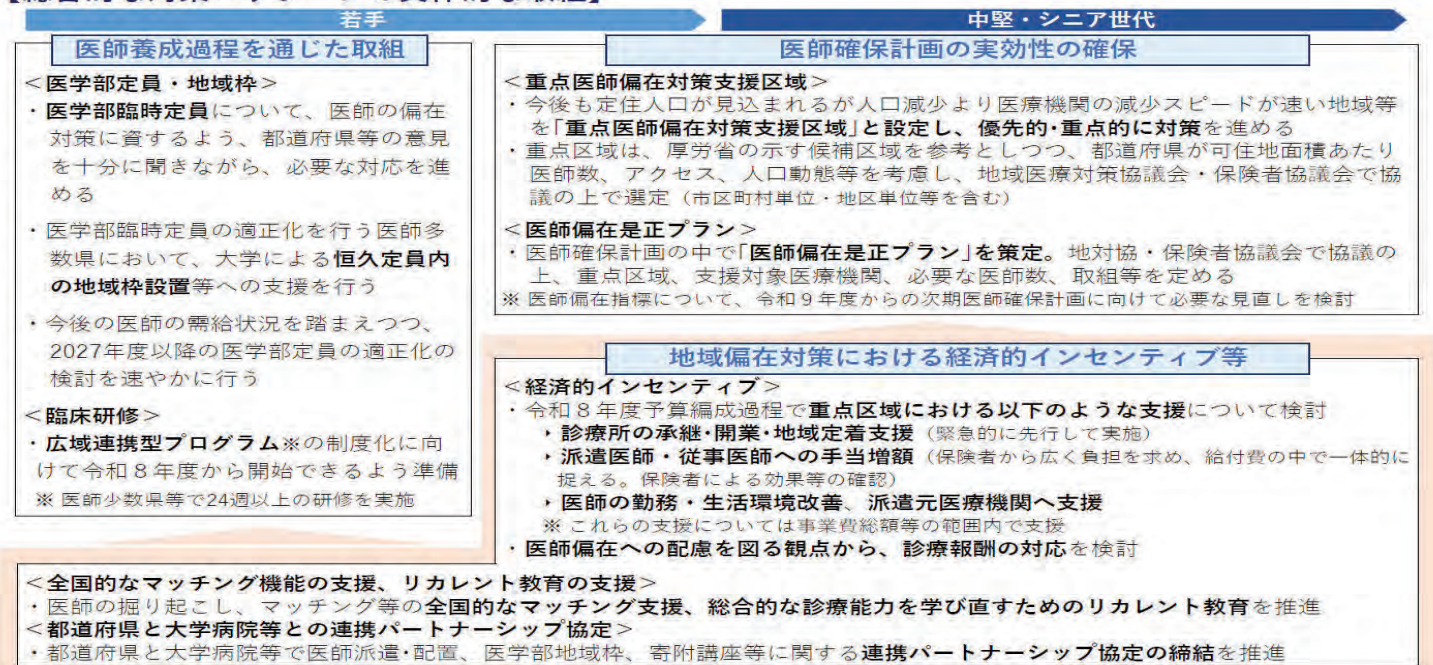 若手
中堅・シニア世代
医師養成過程を通じた取組
＜医学部定員・地域枠＞
・医学部臨時定員について、医師の偏在
対策に資するよう、都道府県等の意見
を十分に聞きながら、必要な対応を進
める
・医学部臨時定員の適正化を行う医師多
数県において、大学による恒久定員内
の地域枠設置等への支援を行う
・今後の医師の需給状況を踏まえつつ、
2027年度以降の医学部定員の適正化の
検討を速やかに行う
＜臨床研修＞
・広域連携型プログラム※の制度化に向
けて令和８年度から開始できるよう準備
※ 医師少数県等で24週以上の研修を実施
医師確保計画の実効性の確保
＜重点医師偏在対策支援区域＞
・今後も定住人口が見込まれるが人口減少より医療機関の減少スピードが速い地域等
を「重点医師偏在対策支援区域」と設定し、優先的・重点的に対策を進める
・重点区域は、厚労省の示す候補区域を参考としつつ、都道府県が可住地面積あたり
医師数、アクセス、人口動態等を考慮し、地域医療対策協議会・保険者協議会で協
議の上で選定（市区町村単位・地区単位等を含む）
＜医師偏在是正プラン＞
・医師確保計画の中で「医師偏在是正プラン」を策定。地対協・保険者協議会で協議の
上、重点区域、支援対象医療機関、必要な医師数、取組等を定める
※ 医師偏在指標について、令和９年度からの次期医師確保計画に向けて必要な見直しを検討
地域偏在対策における経済的インセンティブ等
＜経済的インセンティブ＞
・令和８年度予算編成過程で重点区域における以下のような支援について検討
‣ 診療所の承継・開業・地域定着支援（緊急的に先行して実施）
‣ 派遣医師・従事医師への手当増額（保険者から広く負担を求め、給付費の中で一体的に
捉える。保険者による効果等の確認）
‣ 医師の勤務・生活環境改善、派遣元医療機関へ支援
※ これらの支援については事業費総額等の範囲内で支援
・医師偏在への配慮を図る観点から、診療報酬の対応を検討
＜全国的なマッチング機能の支援、リカレント教育の支援＞
・医師の掘り起こし、マッチング等の全国的なマッチング支援、総合的な診療能力を学び直すためのリカレント教育を推進
＜都道府県と大学病院等との連携パートナーシップ協定＞
・都道府県と大学病院等で医師派遣・配置、医学部地域枠、寄附講座等に関する連携パートナーシップ協定の締結を推進